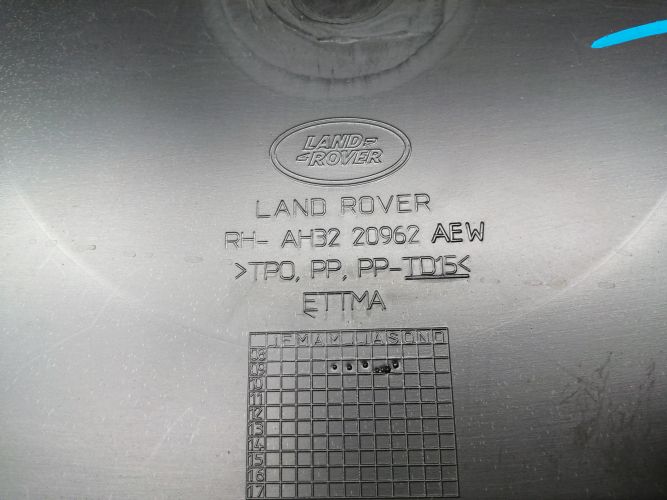 LAND
ROVER
LAND ROVER
RH- AH32 20962 AEW
>TPO, PP, PP-TD15<
ETTMA
J F M A M J J A S O N D
08
09
10
11
12
13
14
15
16
17